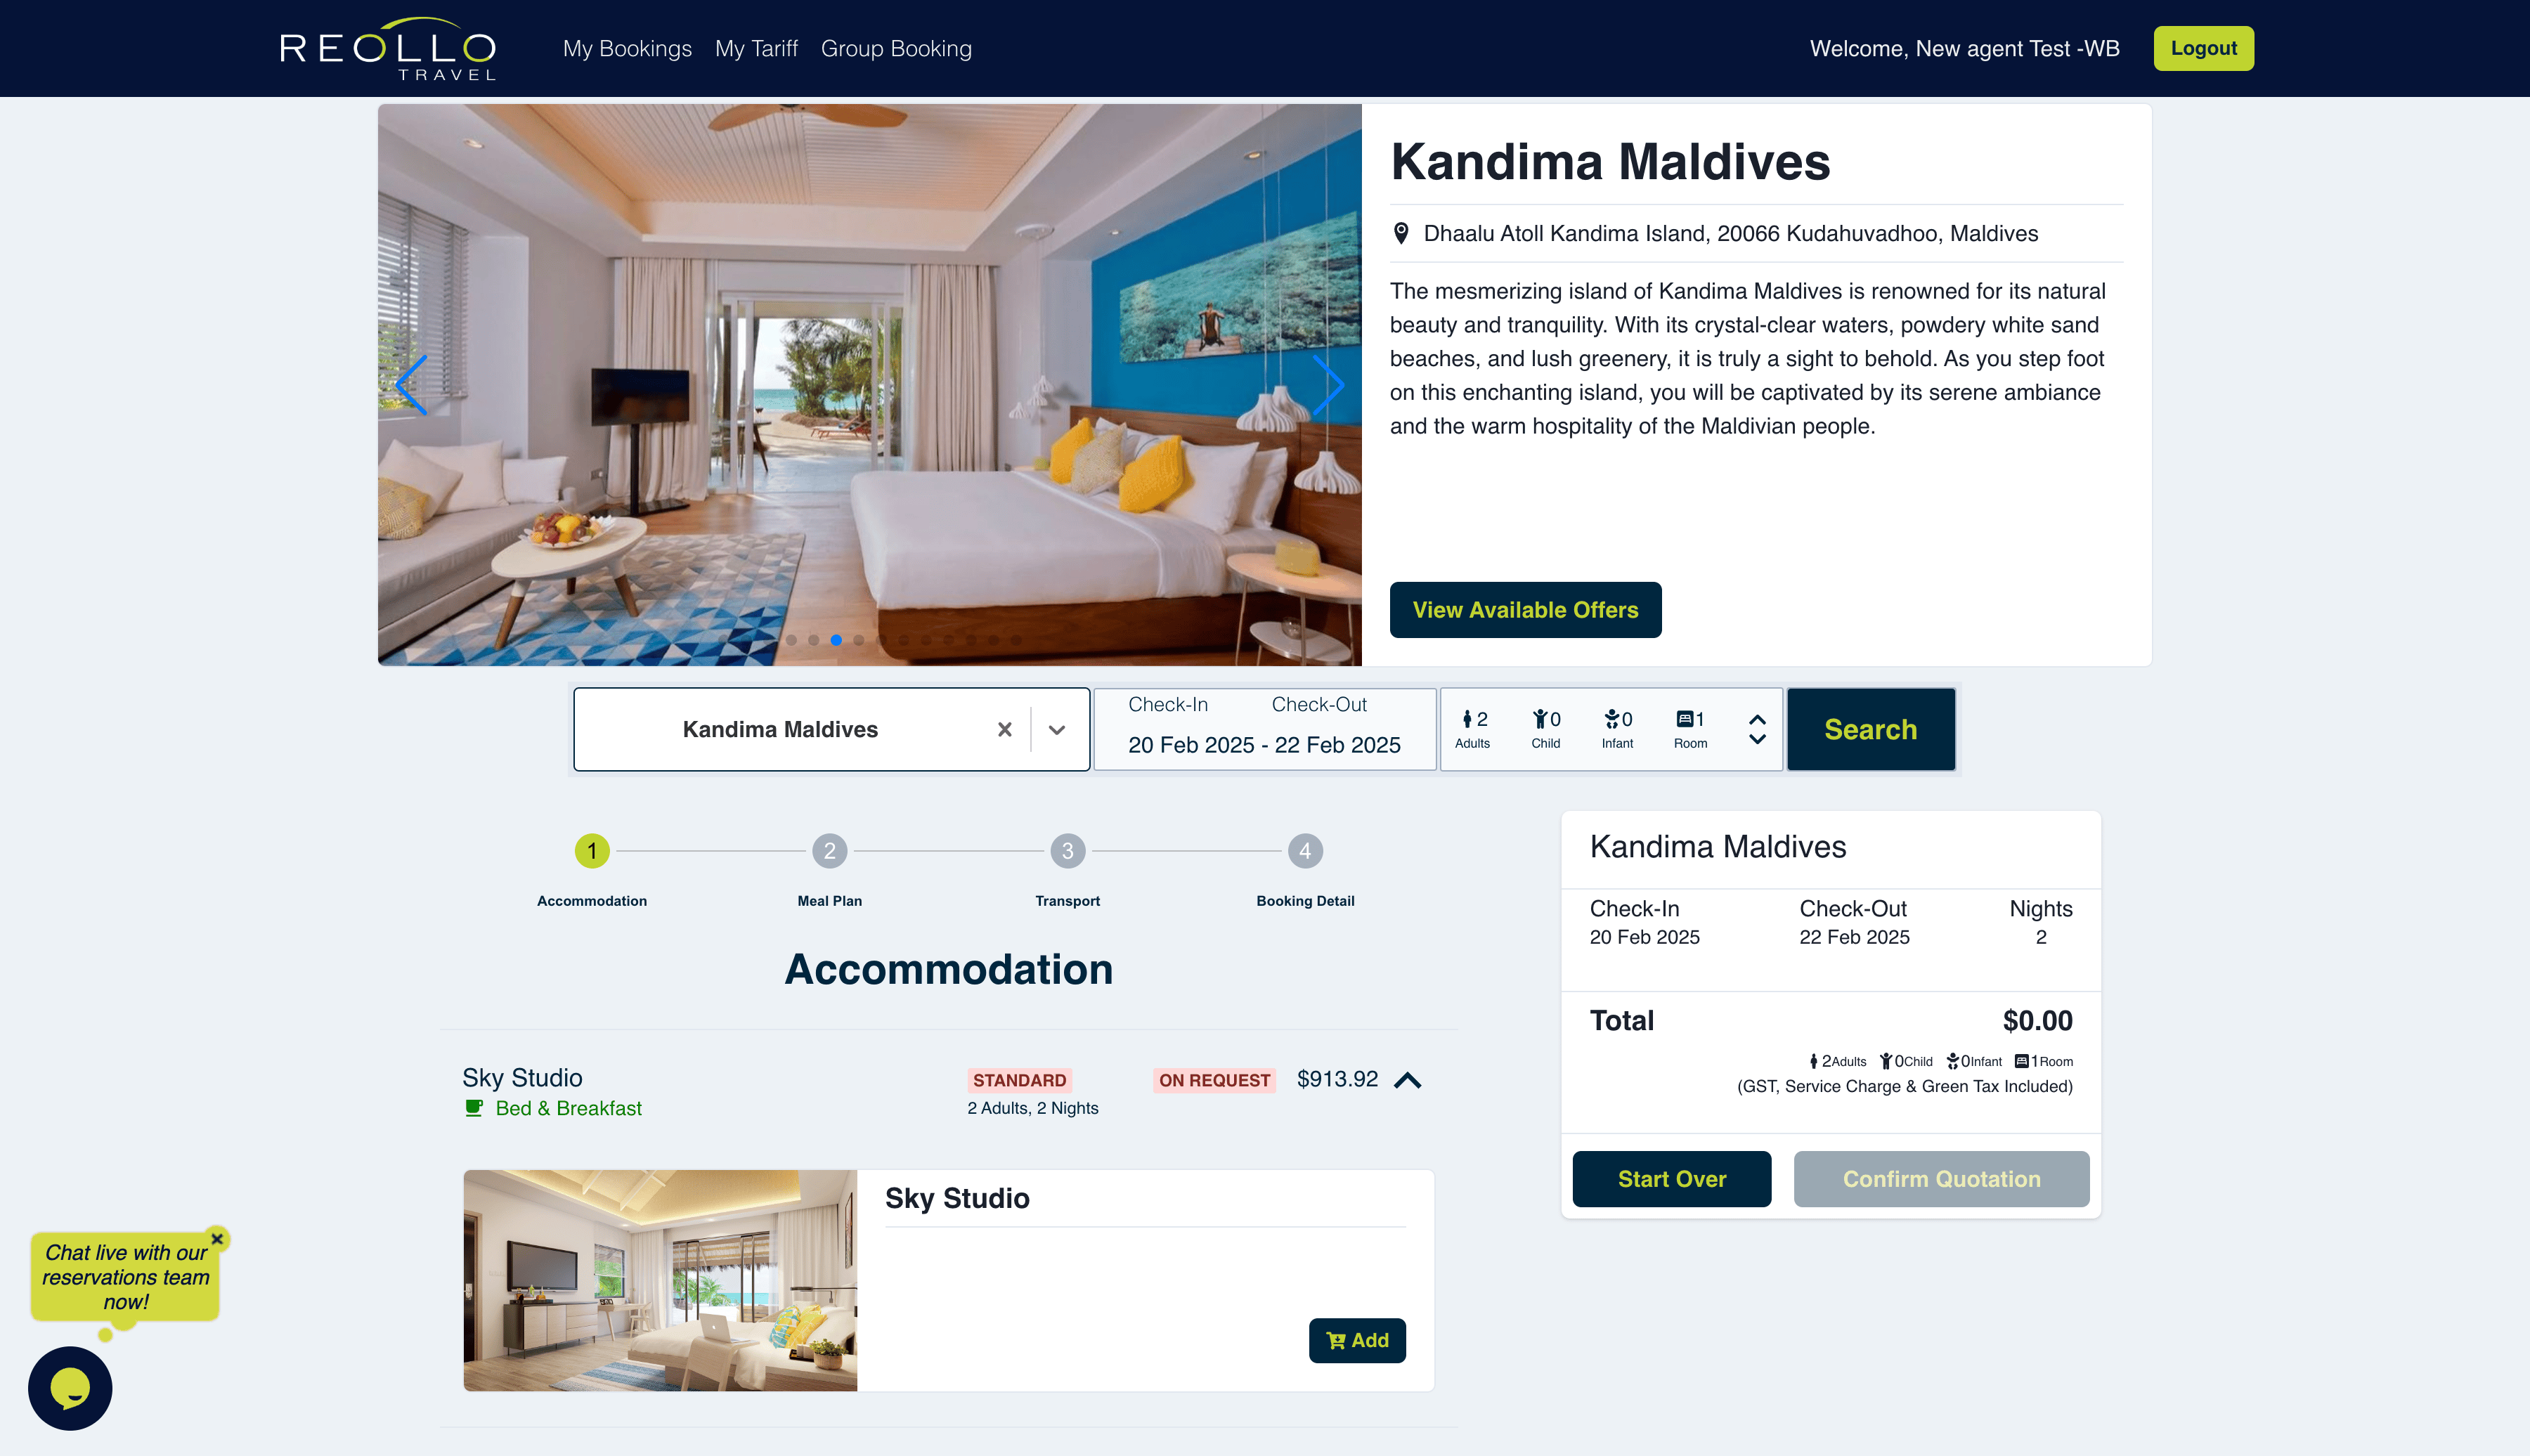 REOLLO
TRAVEL
My Bookings My Tariff Group Booking
Welcome, New agent Test -WB
Logout
Kandima Maldives
Dhaalu Atoll Kandima Island, 20066 Kudahuvadhoo, Maldives
The mesmerizing island of Kandima Maldives is renowned for its natural
beauty and tranquility. With its crystal-clear waters, powdery white sand
beaches, and lush greenery, it is truly a sight to behold. As you step foot
on this enchanting island, you will be captivated by its serene ambiance
and the warm hospitality of the Maldivian people.
View Available Offers
Kandima Maldives
Check-In Check-Out
20 Feb 2025 - 22 Feb 2025
2 0 0 1
Adults Child Infant Room
Search
1 2 3 4
Accommodation Meal Plan Transport Booking Detail
Accommodation
Sky Studio
Bed & Breakfast
STANDARD
2 Adults, 2 Nights
ON REQUEST
$913.92
Sky Studio
Add
Kandima Maldives
Check-In Check-Out Nights
20 Feb 2025 22 Feb 2025 2
Total $0.00
2Adults 0Child 0Infant 1Room
(GST, Service Charge & Green Tax Included)
Start Over
Confirm Quotation
Chat live with our
reservations team
now!